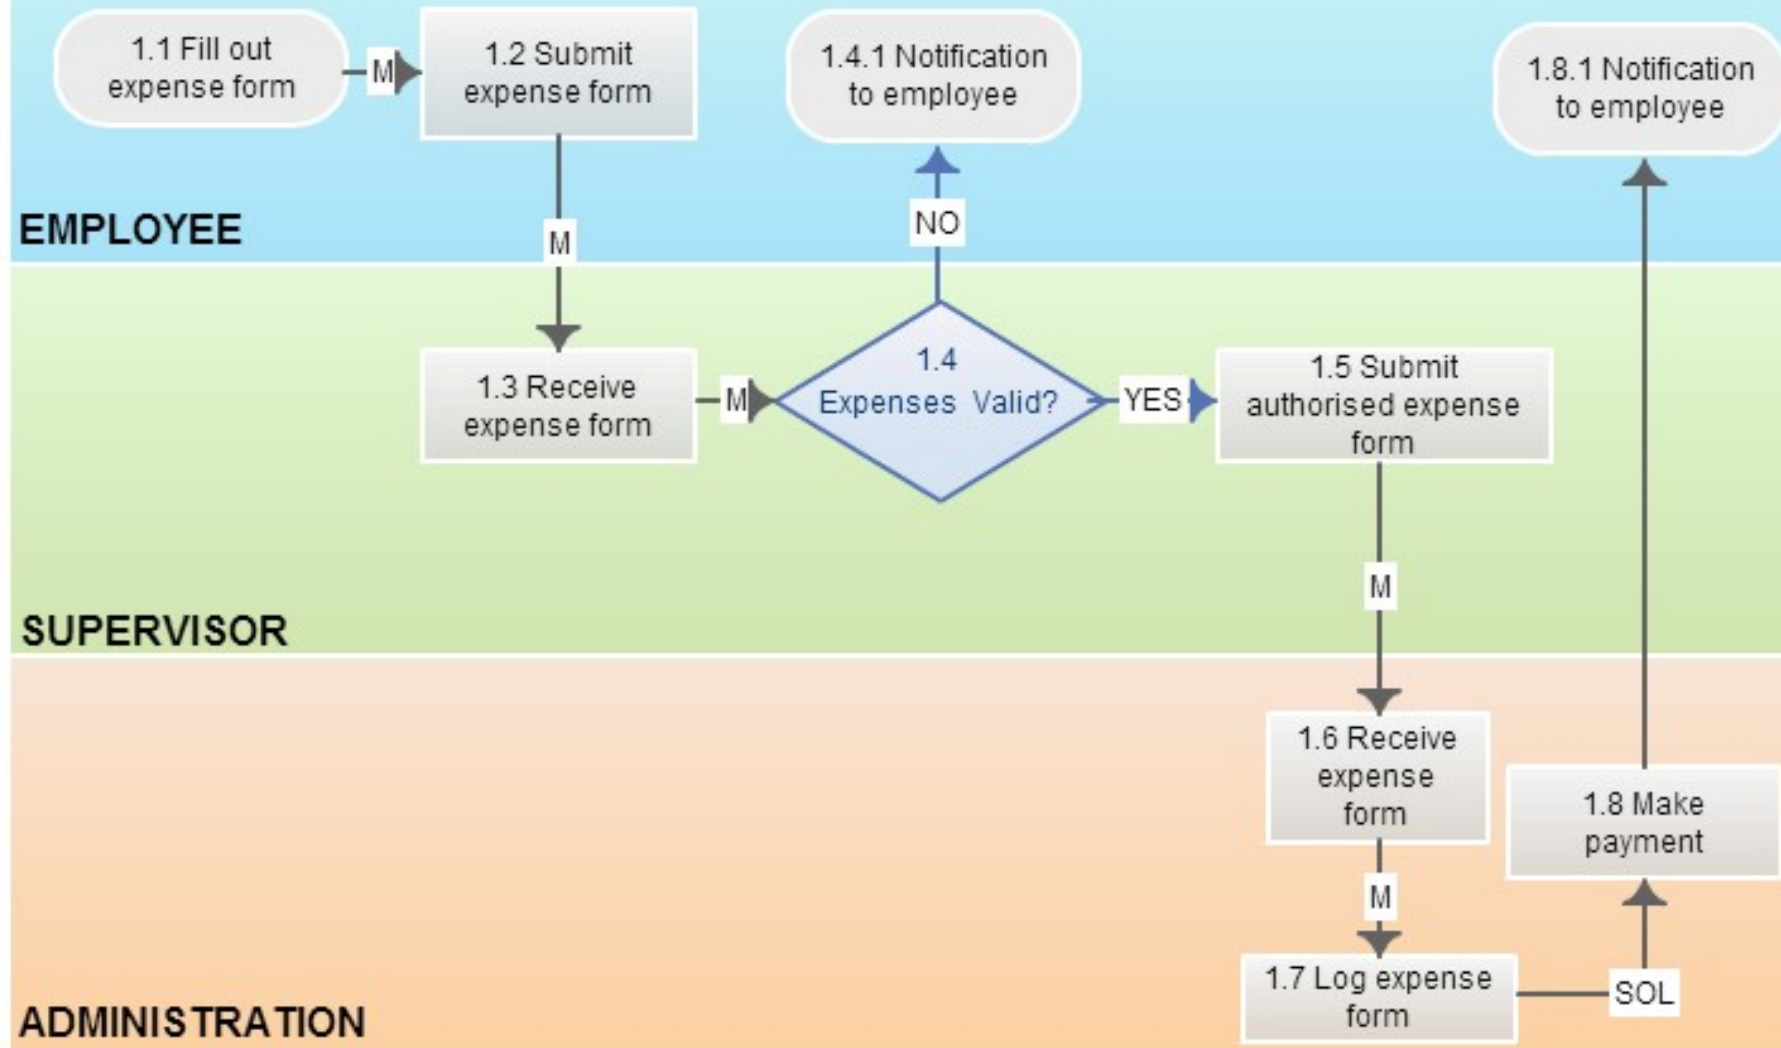 1.1 Fill out
expense form
M
1.2 Submit
expense form
1.4.1 Notification
to employee
1.8.1 Notification
to employee
EMPLOYEE
M
NO
1.3 Receive
expense form
M
1.4
Expenses Valid?
YES
1.5 Submit
authorised expense
form
SUPERVISOR
M
1.6 Receive
expense
form
1.8 Make
payment
M
1.7 Log expense
form
SOL
ADMINISTRATION